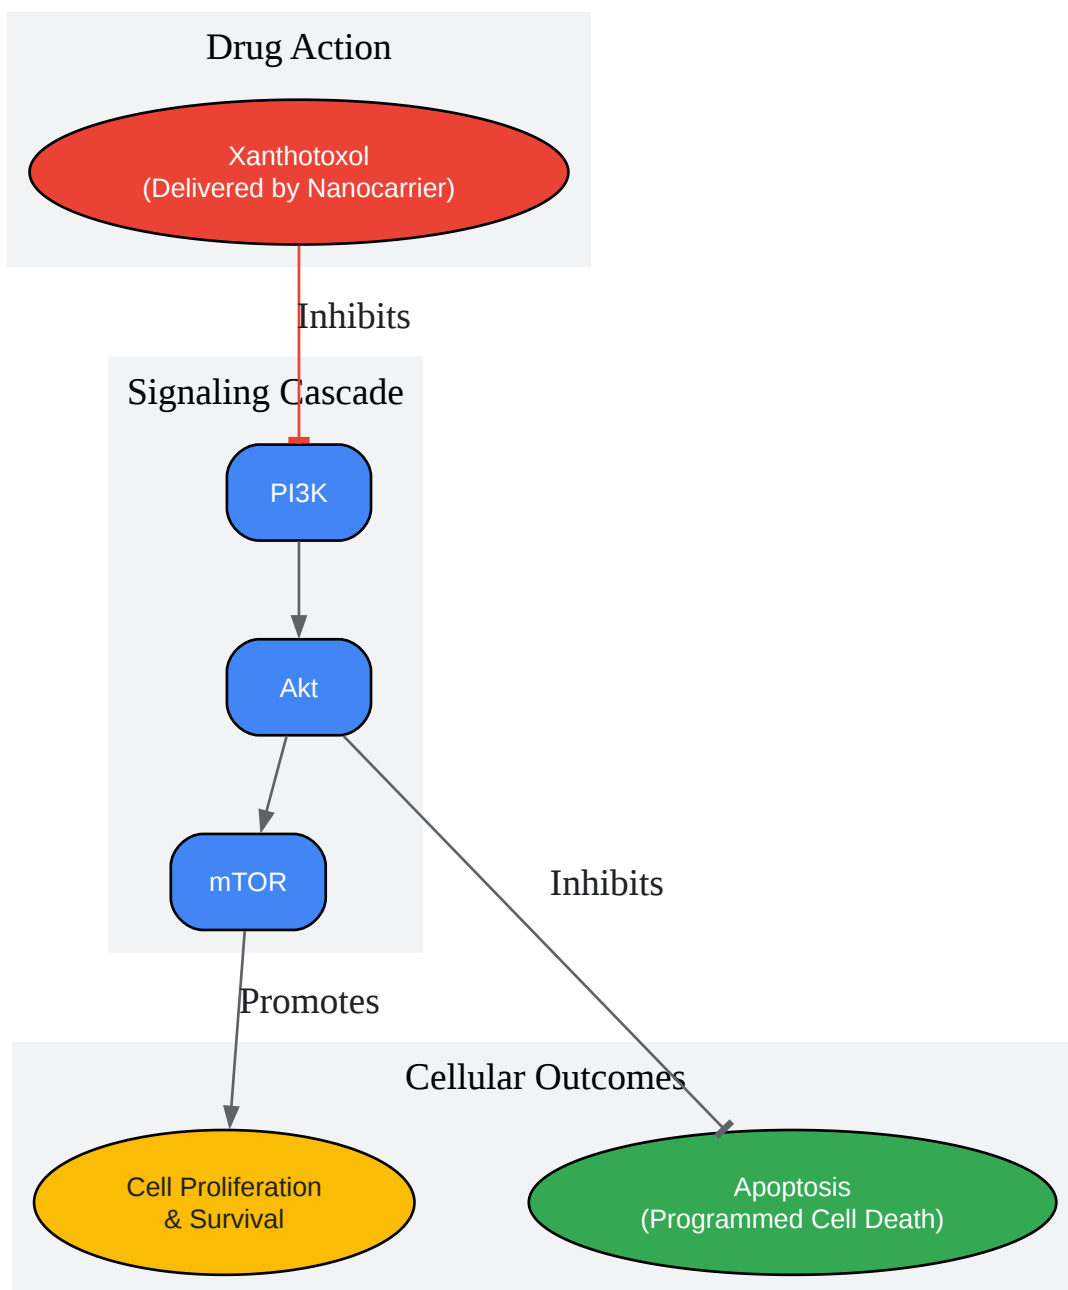 Drug Action
Xanthotoxol
(Delivered by Nanocarrier)
Inhibits
Signaling Cascade
PI3K
Akt
mTOR
Inhibits
Promotes
Cellular Outcomes
Cell Proliferation
& Survival
Apoptosis
(Programmed Cell Death)